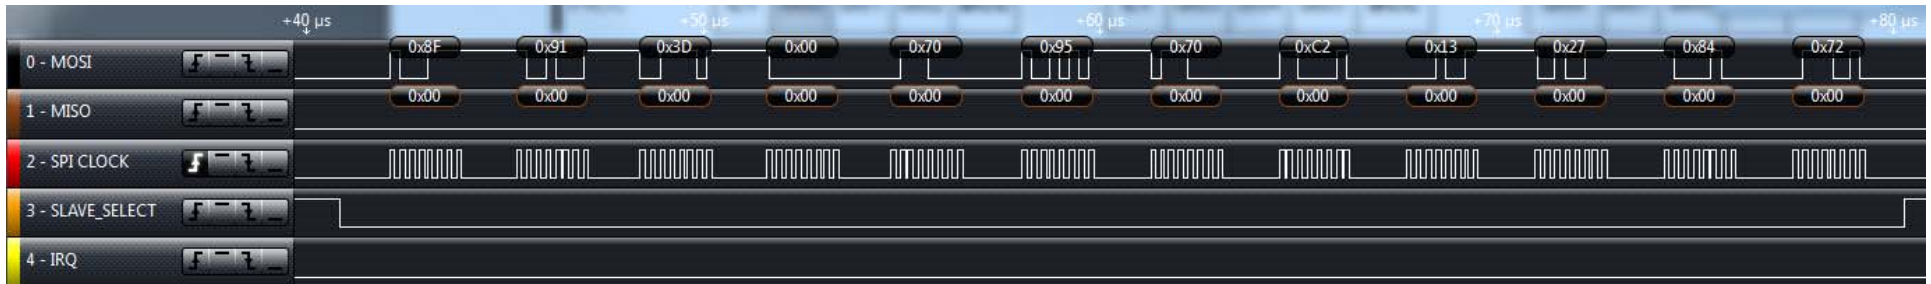 +40 µs +50 µs +60 µs +70 µs +80 µs
0 - MOSI 0x8F 0x91 0x3D 0x00 0x70 0x95 0x70 0xC2 0x13 0x27 0x84 0x72
1 - MISO 0x00 0x00 0x00 0x00 0x00 0x00 0x00 0x00 0x00 0x00 0x00 0x00
2 - SPI CLOCK
3 - SLAVE_SELECT
4 - IRQ